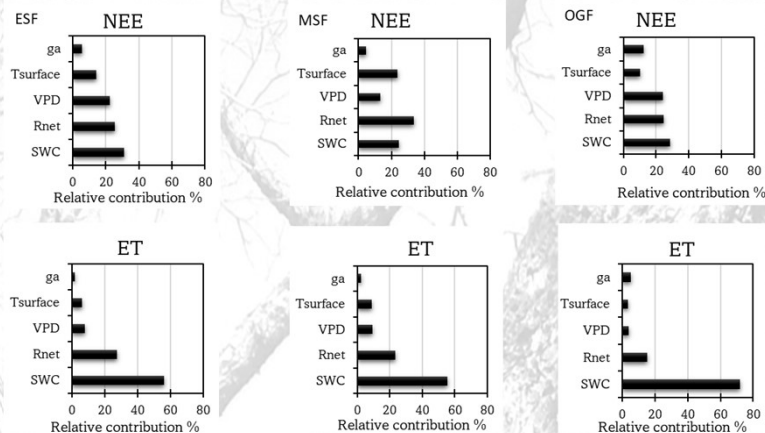 ESF
NEE
ga
Tsurface
VPD
Rnet
SWC
0 20 40 60 80
Relative contribution %
MSF
NEE
ga
Tsurface
VPD
Rnet
SWC
0 20 40 60 80
Relative contribution %
OGF
NEE
ga
Tsurface
VPD
Rnet
SWC
0 20 40 60 80
Relative contribution %
ET
ga
Tsurface
VPD
Rnet
SWC
0 20 40 60 80
Relative contribution %
ET
ga
Tsurface
VPD
Rnet
SWC
0 20 40 60 80
Relative contribution %
ET
ga
Tsurface
VPD
Rnet
SWC
0 20 40 60 80
Relative contribution %